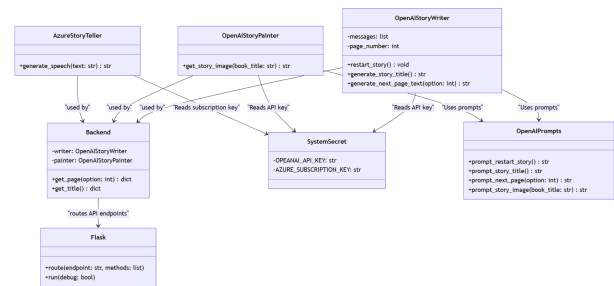 AzureStoryTeller
+generate_speech(text: str) : str
OpenAIStoryPainter
+get_story_image(book_title: str) : str
OpenAIStoryWriter
-messages: list
-page_number: int
+restart_story() : void
+generate_story_title() : str
+generate_next_page_text(option: int) : str
"used by"
"used by"
"used by"
"Reads subscription key"
"Reads API key"
"Reads API key"
"Uses prompts"
"Uses prompts"
Backend
-writer: OpenAIStoryWriter
-painter: OpenAIStoryPainter
+get_page(option: int) : dict
+get_title() : dict
SystemSecret
-OPEANAI_API_KEY: str
-AZURE_SUBSCRIPTION_KEY: str
OpenAIPrompts
+prompt_restart_story() : str
+prompt_story_title() : str
+prompt_next_page(option: int) : str
+prompt_story_image(book_title: str) : str
"routes API endpoints"
Flask
+route(endpoint: str, methods: list)
+run(debug: bool)